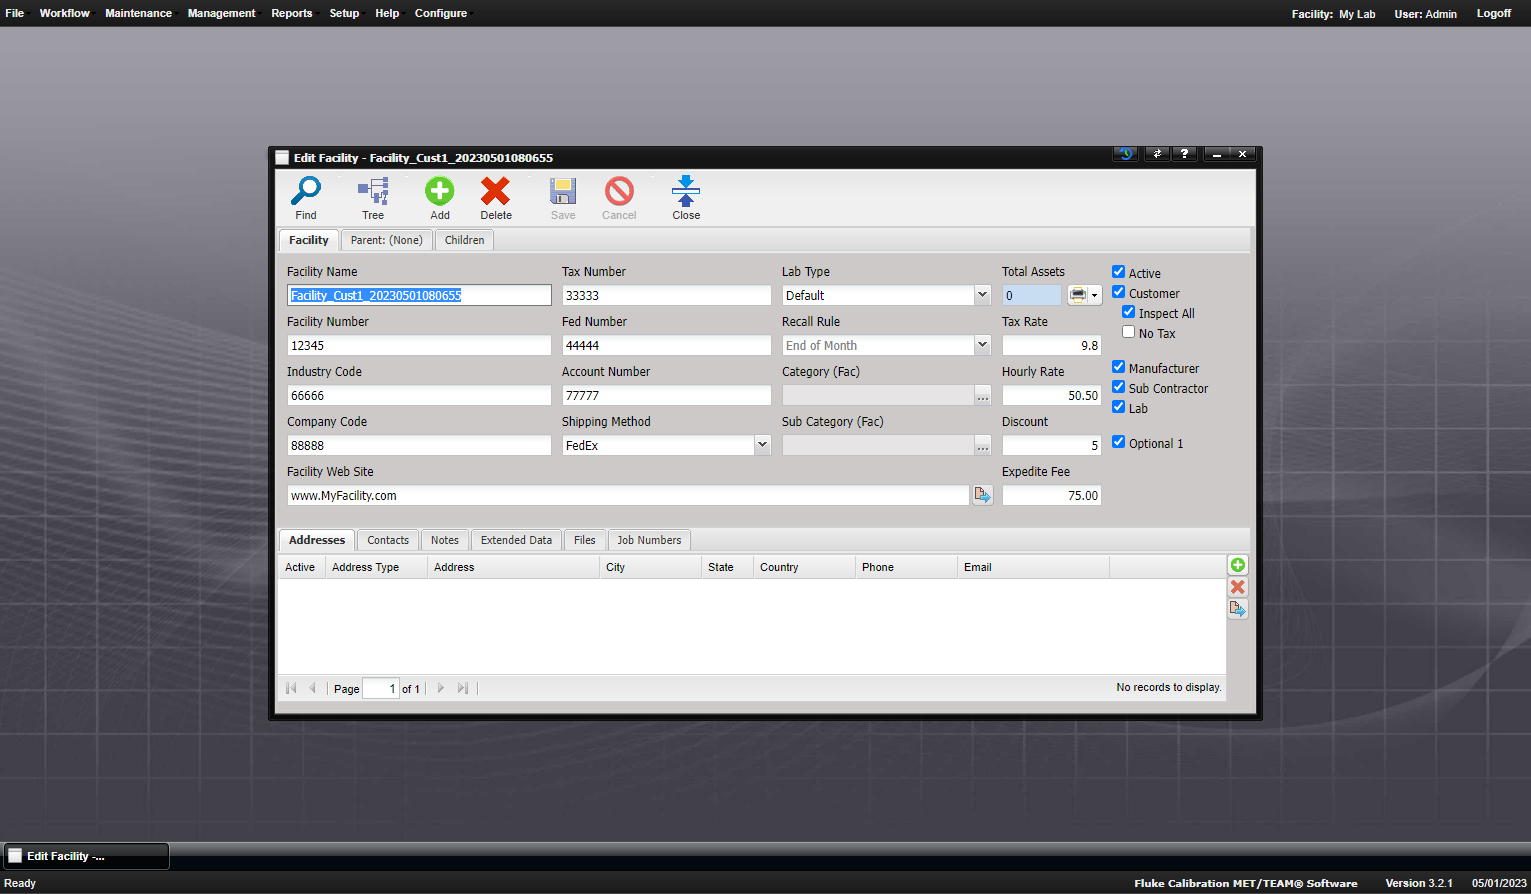 File Workflow Maintenance Management Reports Setup Help Configure Facility: My Lab User: Admin Logoff
Edit Facility - Facility_Cust1_20230501080655
Find Tree Add Delete Save Cancel Close
Facility Parent: (None) Children
Facility Name Tax Number Lab Type Total Assets Active
Facility_Cust1_20230501080655 33333 Default 0 Customer
Inspect All
Facility Number Fed Number Recall Rule Tax Rate No Tax
12345 44444 End of Month 9.8
Industry Code Account Number Category (Fac) Hourly Rate Manufacturer
66666 77777 ... 50.50 Sub Contractor
Lab
Company Code Shipping Method Sub Category (Fac) Discount
88888 FedEx ... 5 Optional 1
Facility Web Site Expedite Fee
www.MyFacility.com 75.00
Addresses Contacts Notes Extended Data Files Job Numbers
Active Address Type Address City State Country Phone Email
Page 1 of 1 No records to display.
Edit Facility -...
Ready Fluke Calibration MET/TEAM® Software Version 3.2.1 05/01/2023